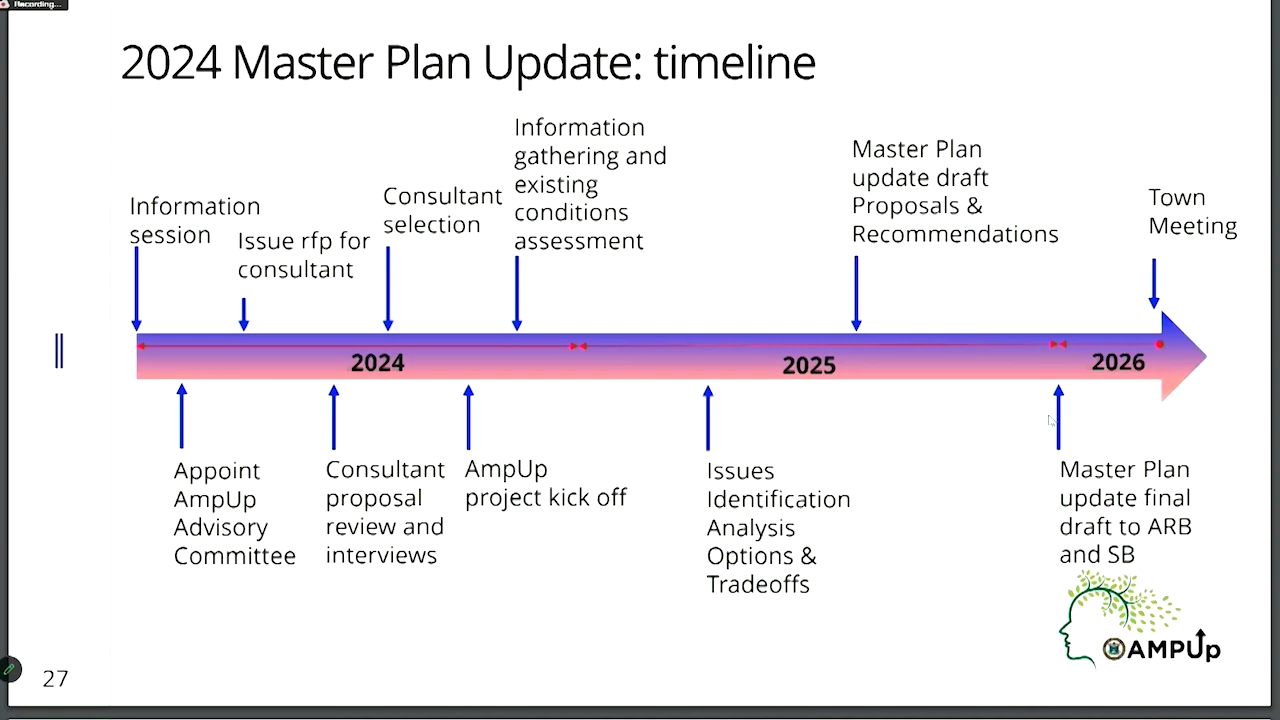 Recording...
2024 Master Plan Update: timeline
Information
session
Issue rfp for
consultant
Consultant
selection
Information
gathering and
existing
conditions
assessment
Master Plan
update draft
Proposals &
Recommendations
Town
Meeting
2024
2025
2026
Appoint
AmpUp
Advisory
Committee
Consultant
proposal
review and
interviews
AmpUp
project kick off
Issues
Identification
Analysis
Options &
Tradeoffs
Master Plan
update final
draft to ARB
and SB
AMPUp
27